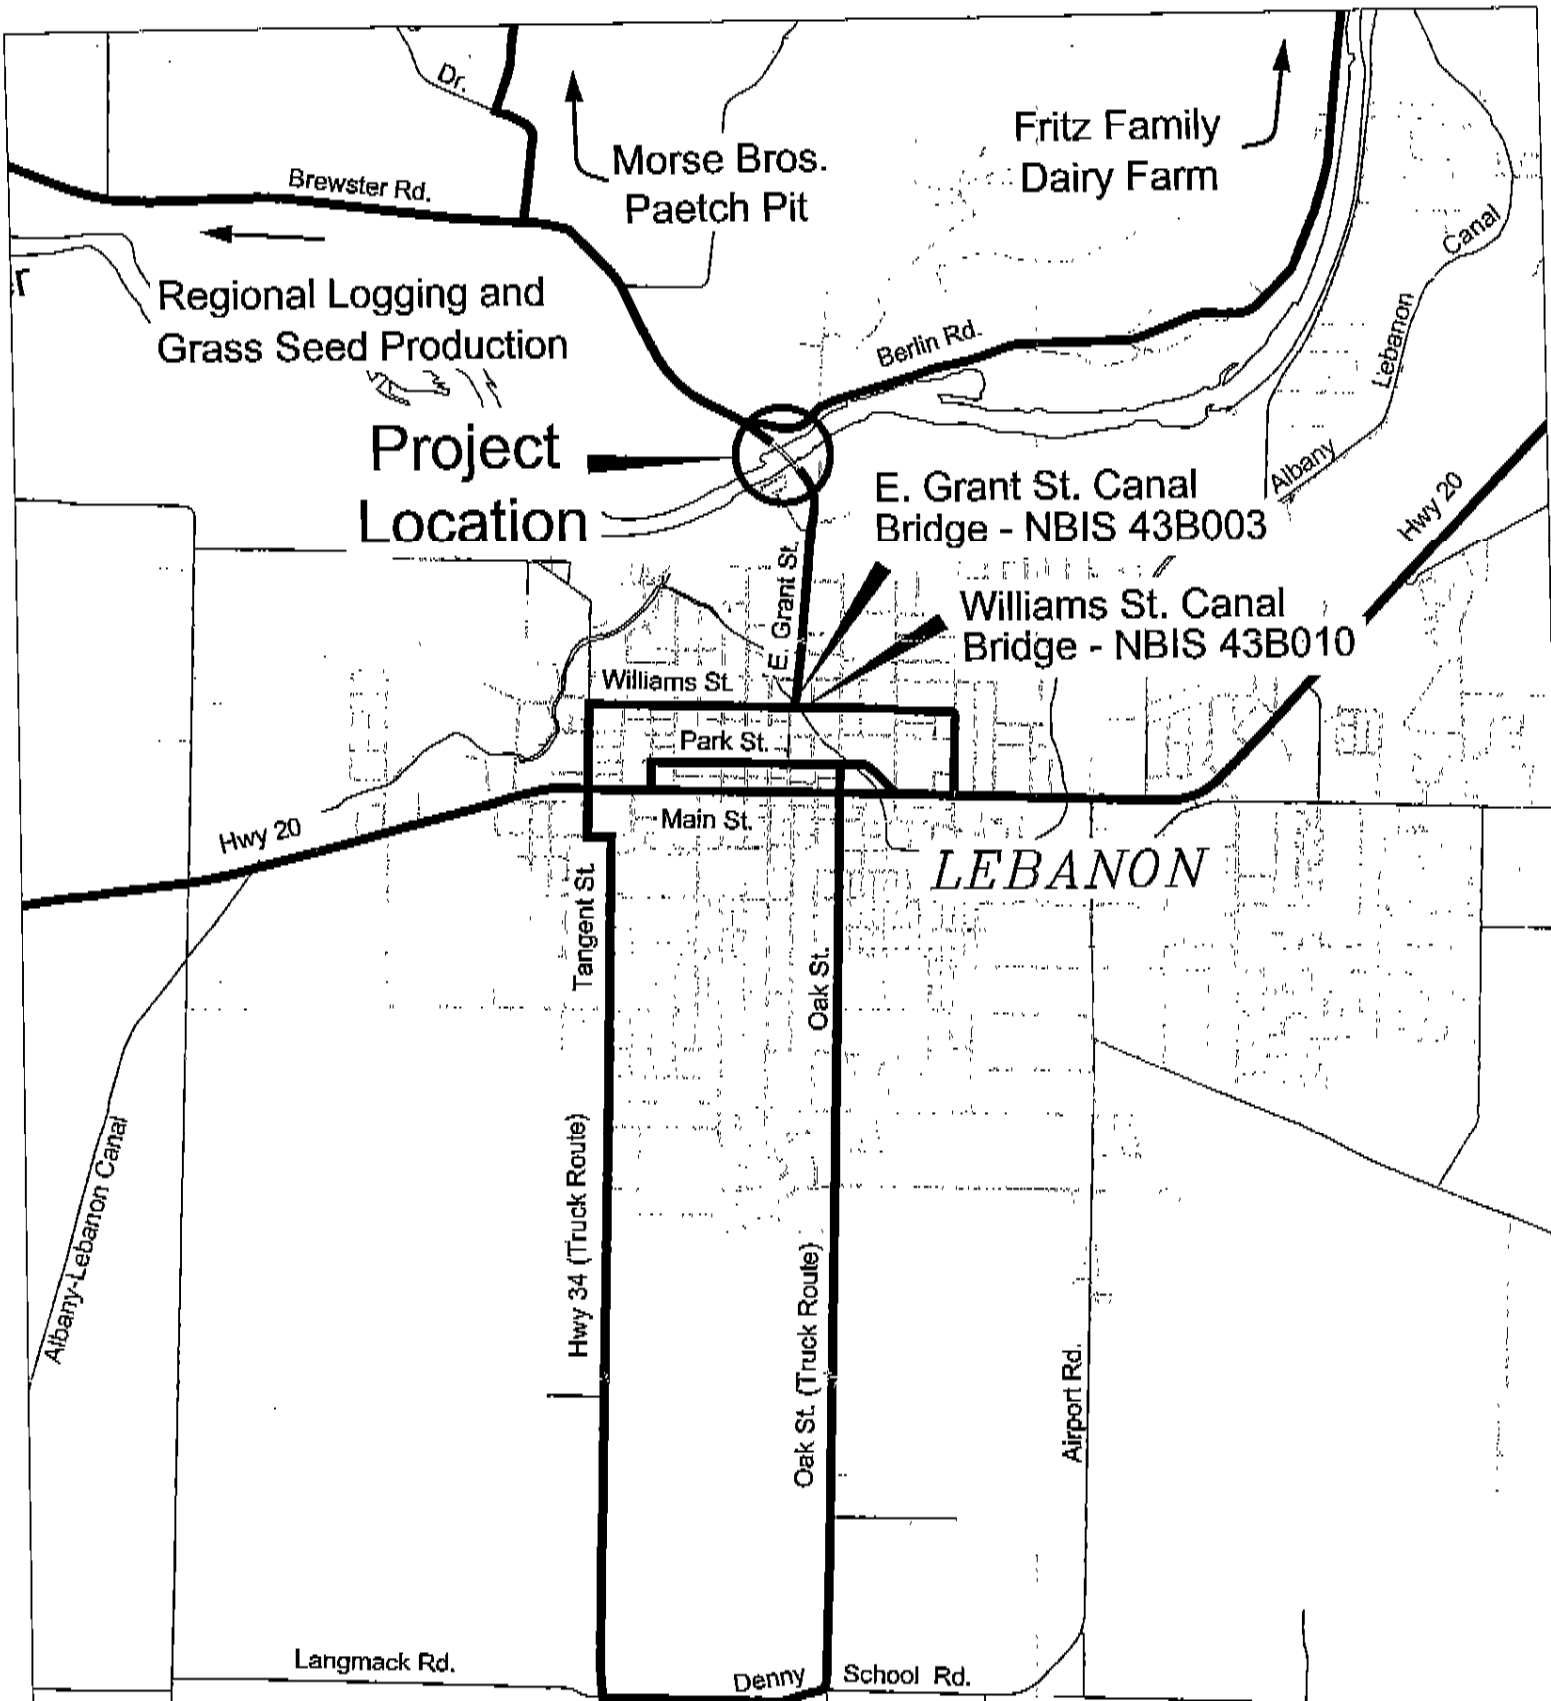 Dr.
Morse Bros.
Paetch Pit
Fritz Family
Dairy Farm
Brewster Rd.
Canal
Regional Logging and
Grass Seed Production
Berlin Rd.
Lebanon
Project
Location
Albany
Hwy 20
E. Grant St. Canal
Bridge - NBIS 43B003
E. Grant St.
Williams St. Canal
Bridge - NBIS 43B010
Williams St.
Park St.
Main St.
Hwy 20
LEBANON
Tangent St.
Oak St.
Albany-Lebanon Canal
Hwy 34 (Truck Route)
Oak St. (Truck Route)
Airport Rd.
Langmack Rd.
Denny School Rd.